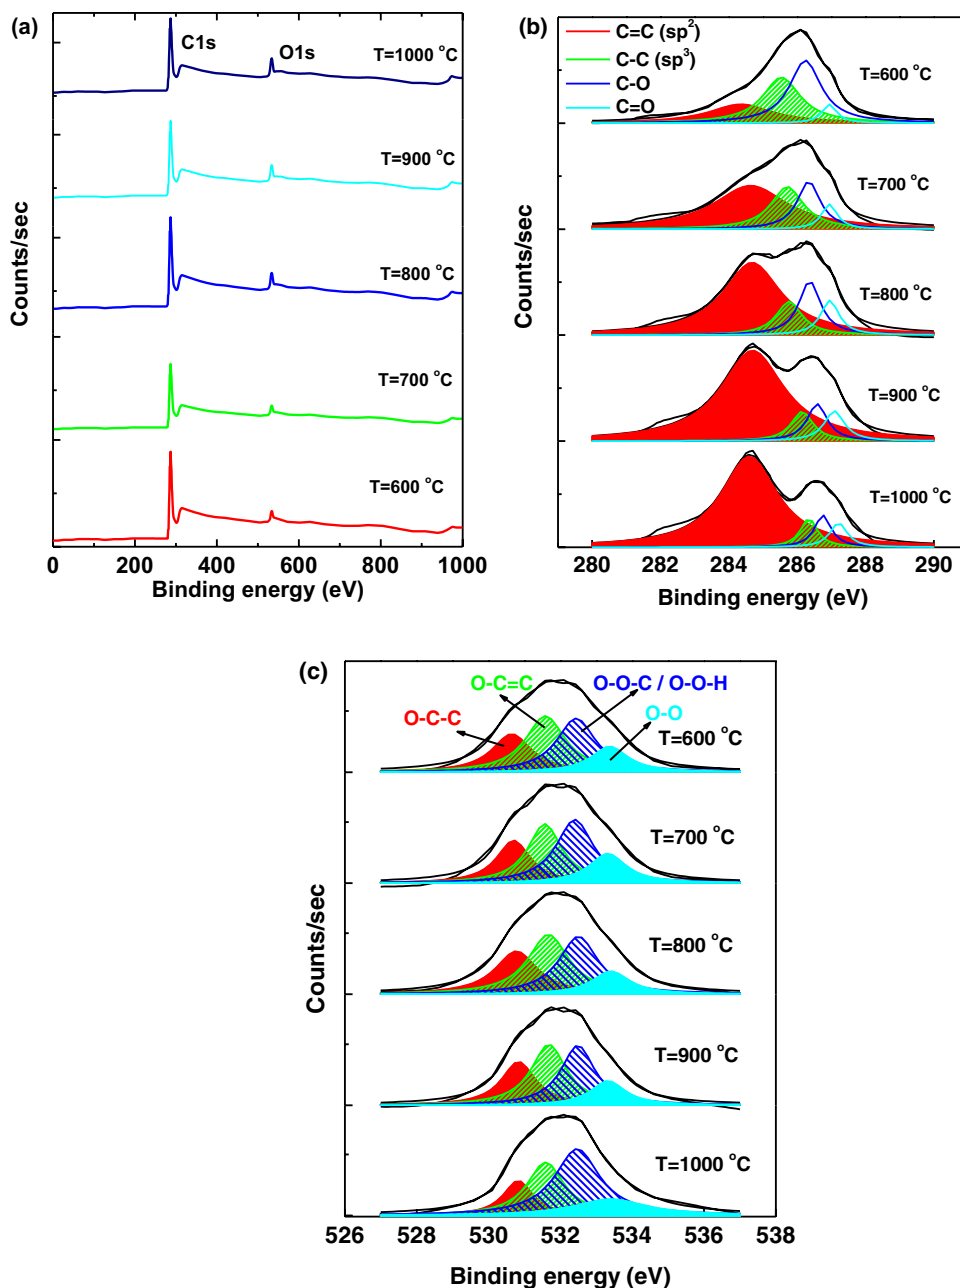 (a)
C1s
O1s
T=1000 °C
T=900 °C
T=800 °C
T=700 °C
T=600 °C
Counts/sec
0 200 400 600 800 1000
Binding energy (eV)
(b)
C=C (sp²)
C-C (sp³)
C-O
C=O
T=600 °C
T=700 °C
T=800 °C
T=900 °C
T=1000 °C
Counts/sec
280 282 284 286 288 290
Binding energy (eV)
(c)
O-C=C
O-O-C / O-O-H
O-C-C
O-O
T=600 °C
T=700 °C
T=800 °C
T=900 °C
T=1000 °C
Counts/sec
526 528 530 532 534 536 538
Binding energy (eV)